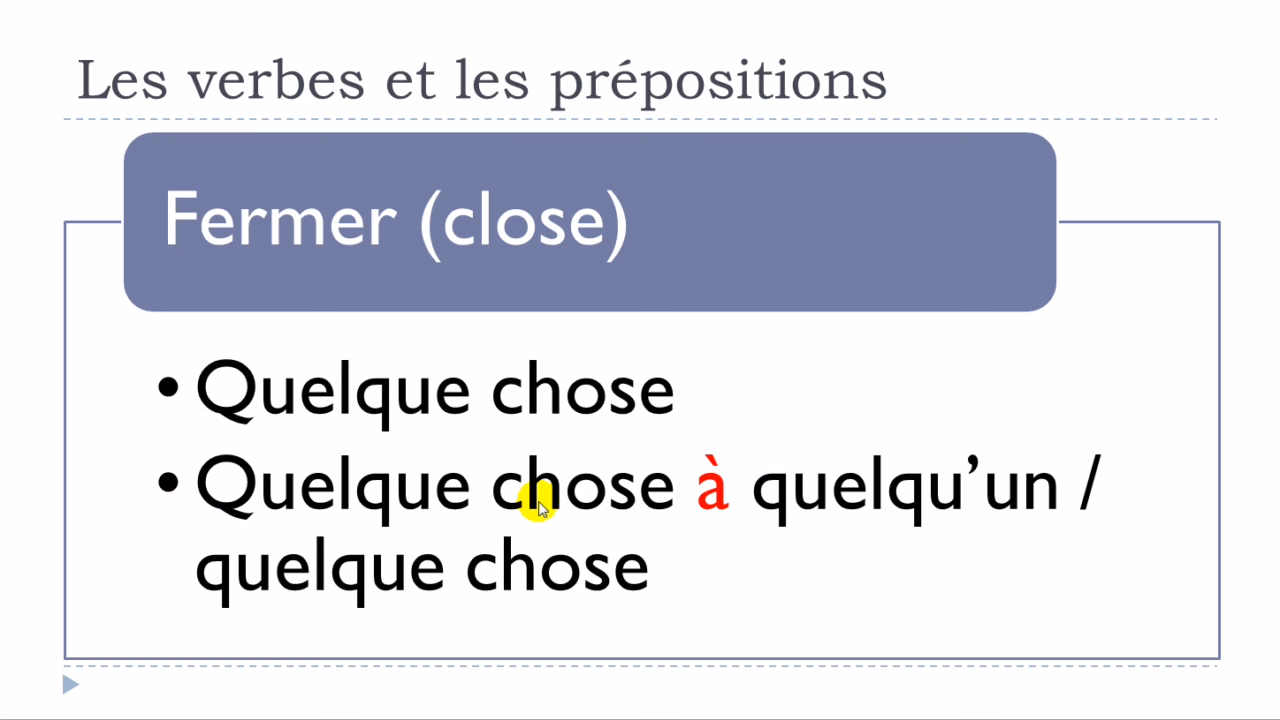 Les verbes et les prépositions
Fermer (close)
• Quelque chose
• Quelque chose à quelqu’un /
quelque chose